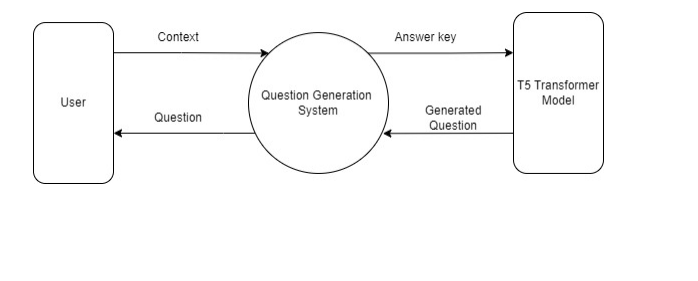 Context
Answer key
User
Question Generation
System
T5 Transformer
Model
Question
Generated
Question